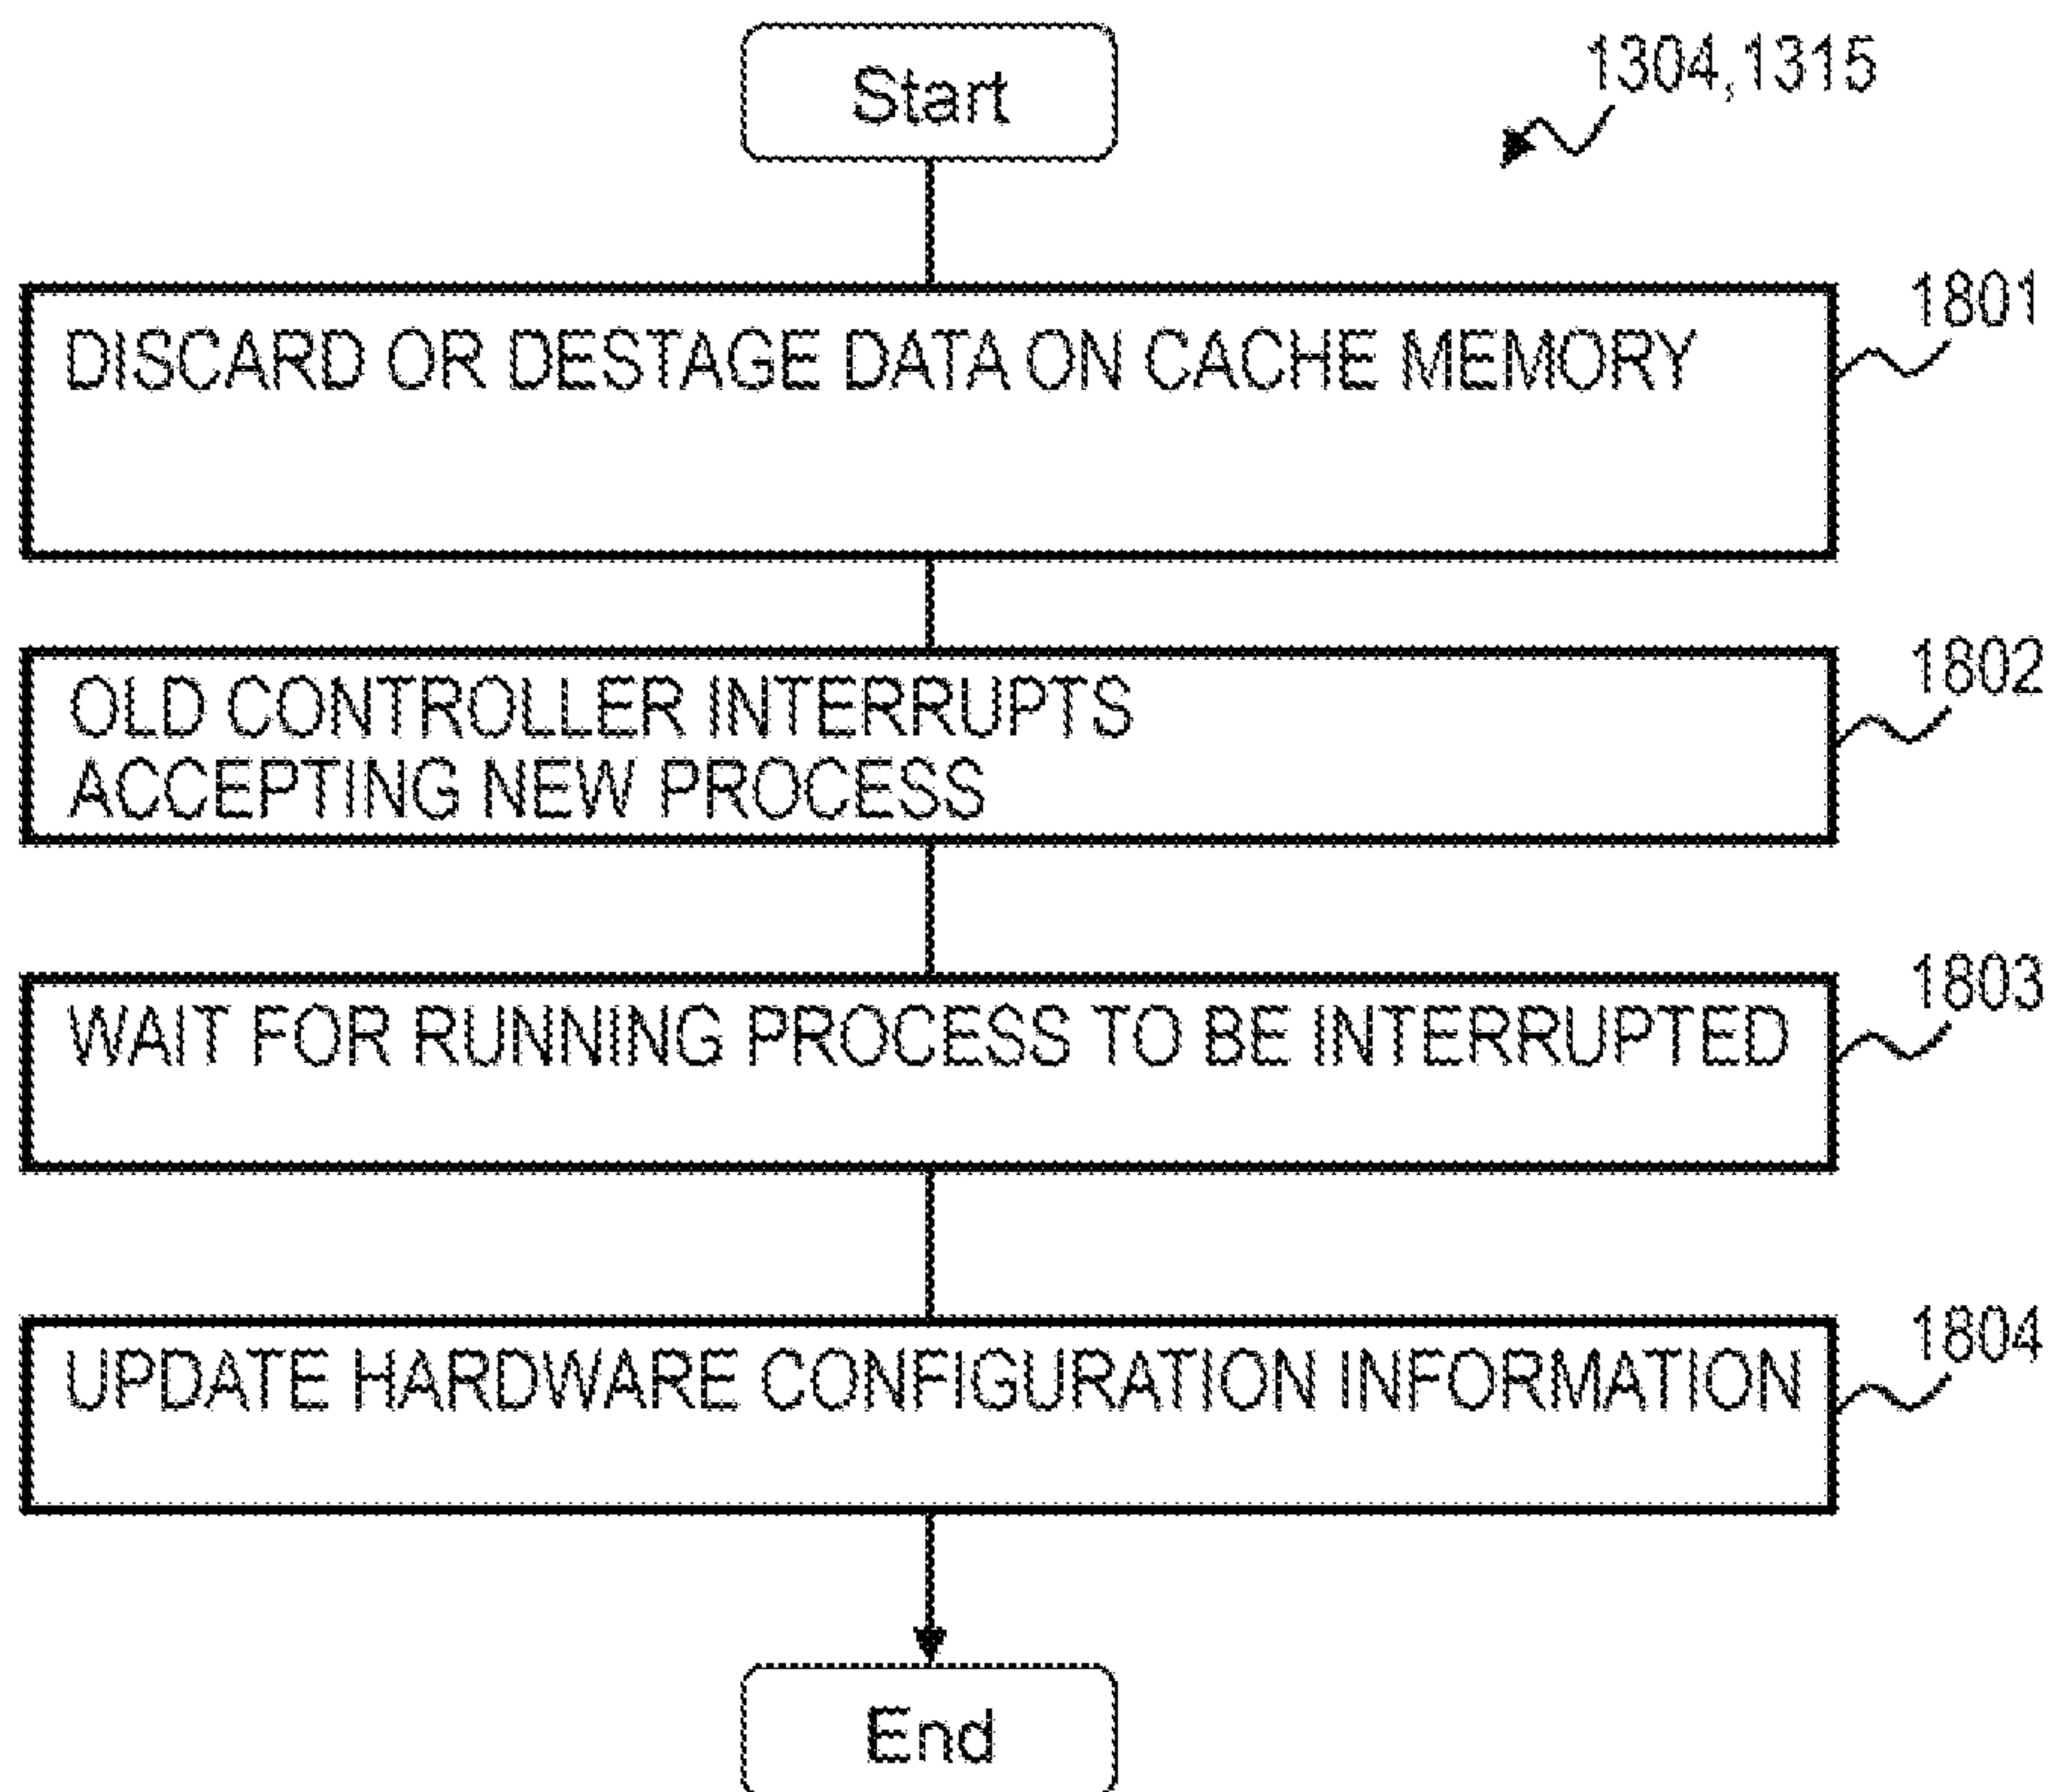 Start
1304,1315
DISCARD OR DESTAGE DATA ON CACHE MEMORY
1801
OLD CONTROLLER INTERRUPTS
ACCEPTING NEW PROCESS
1802
WAIT FOR RUNNING PROCESS TO BE INTERRUPTED
1803
UPDATE HARDWARE CONFIGURATION INFORMATION
1804
End